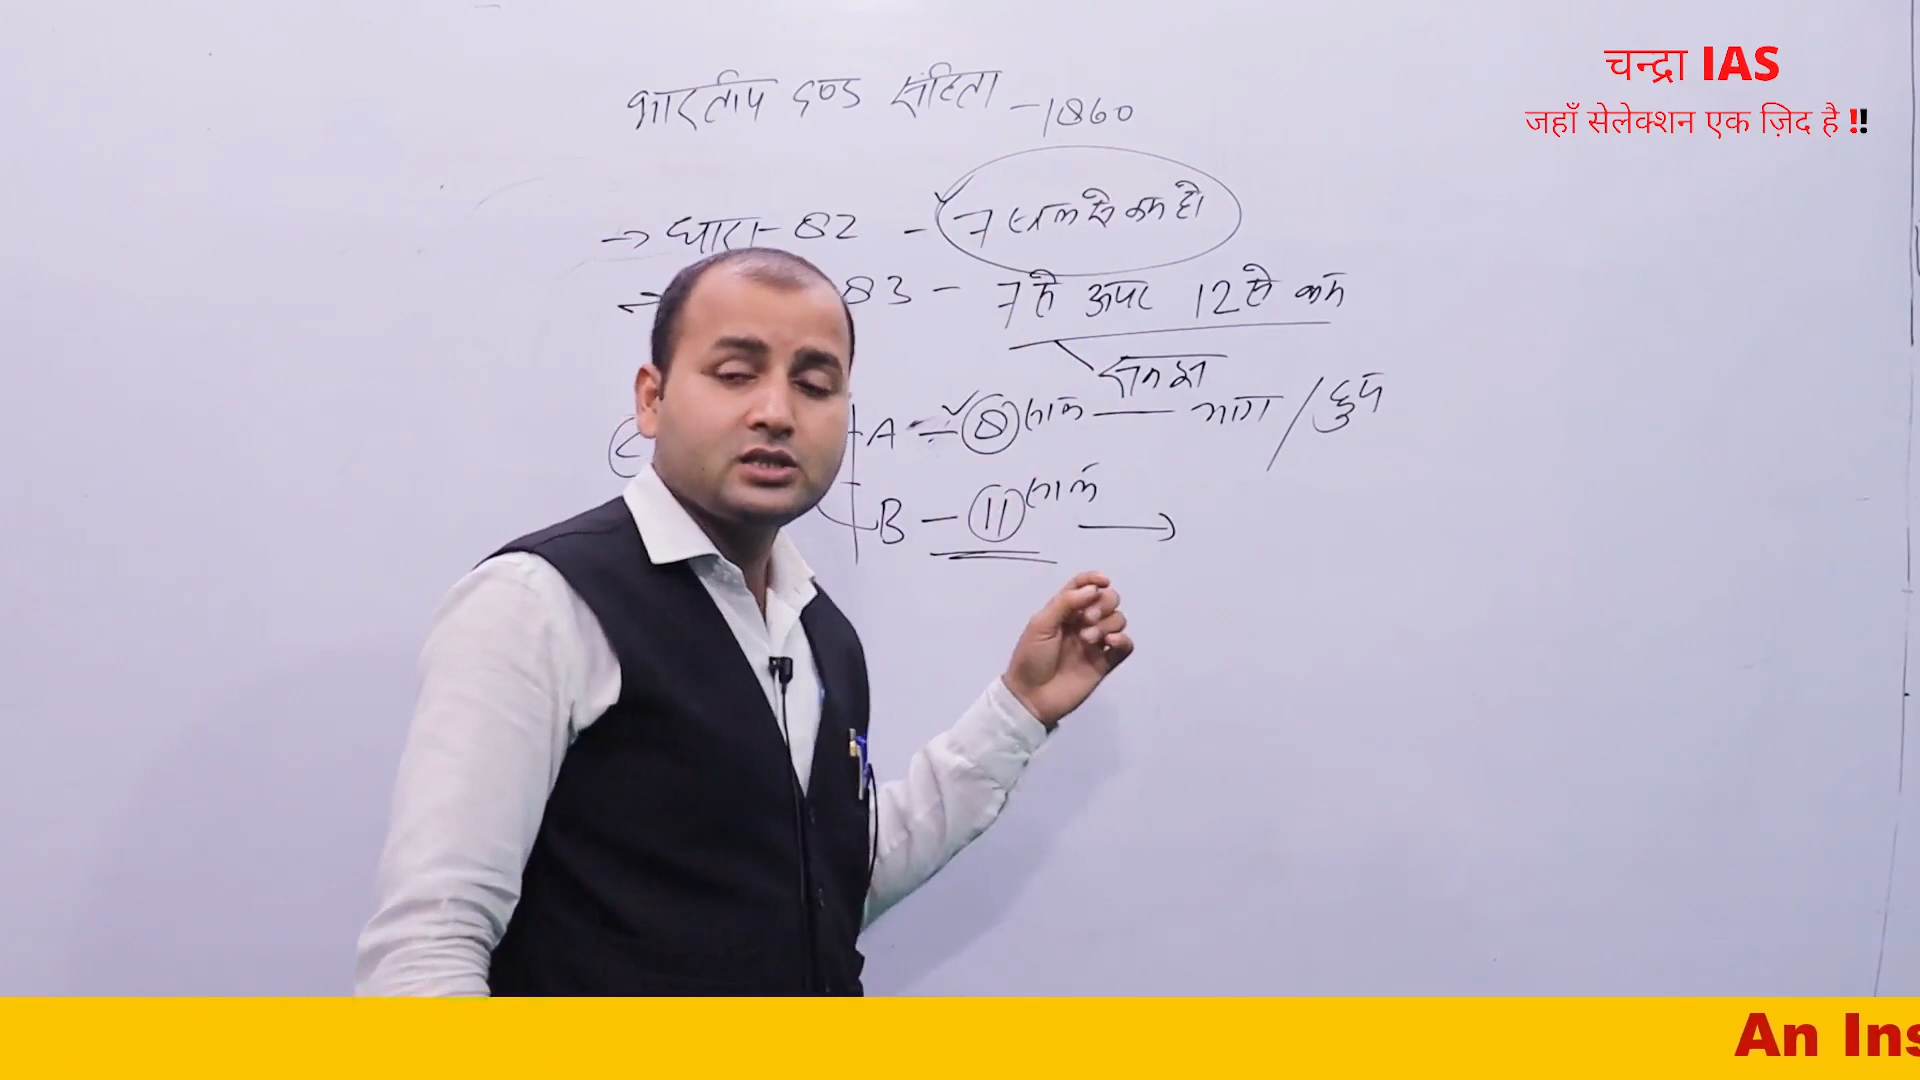 चन्द्रा IAS
जहाँ सेलेक्शन एक ज़िद है !!
भारतीय दण्ड संहिता - 1860
→ धारा - 82 - 7 साल से कम हो
→ 83 - 7 से ऊपर 12 से कम
समझ
A = 8 साल — भाग /
B - 11 साल →
An Ins